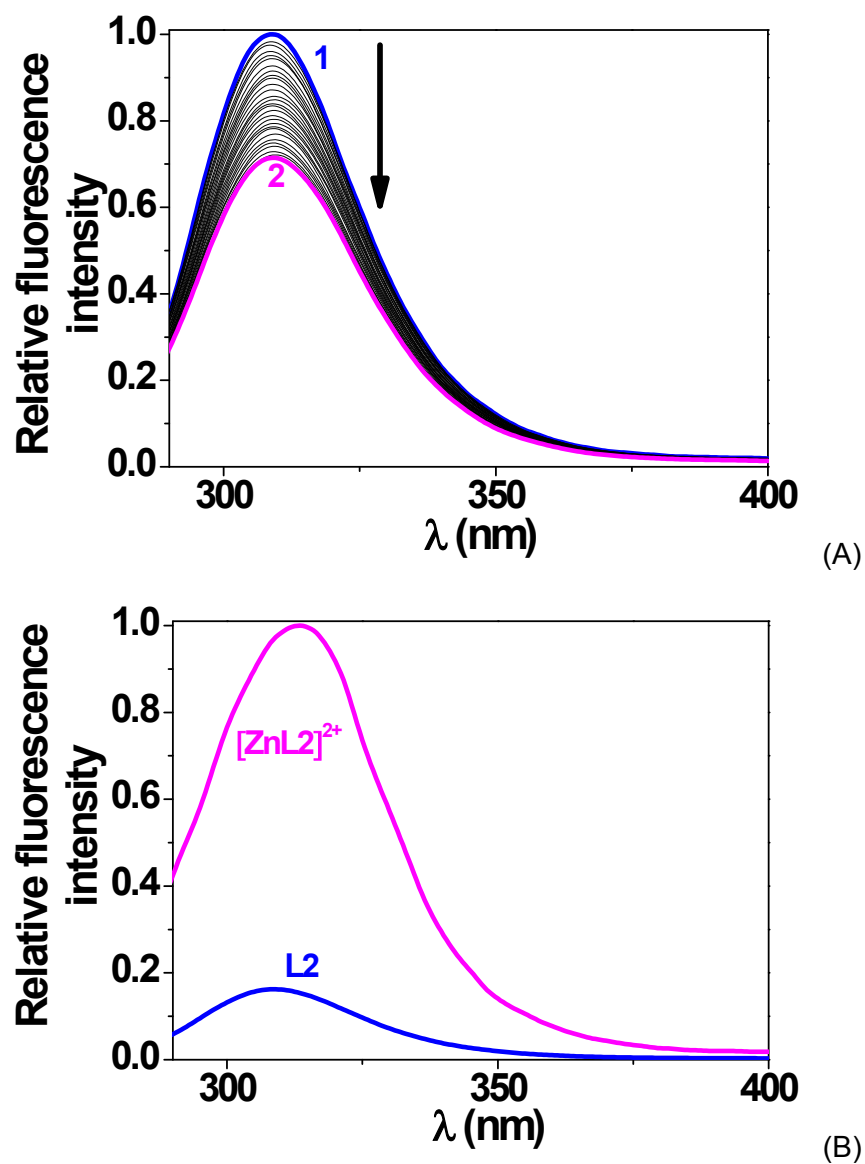 Relative fluorescence
intensity
1.0
0.8
0.6
0.4
0.2
0.0
1
2
300
350
400
λ (nm)
(A)
Relative fluorescence
intensity
1.0
0.8
0.6
0.4
0.2
0.0
[ZnL2]²⁺
L2
300
350
400
λ (nm)
(B)